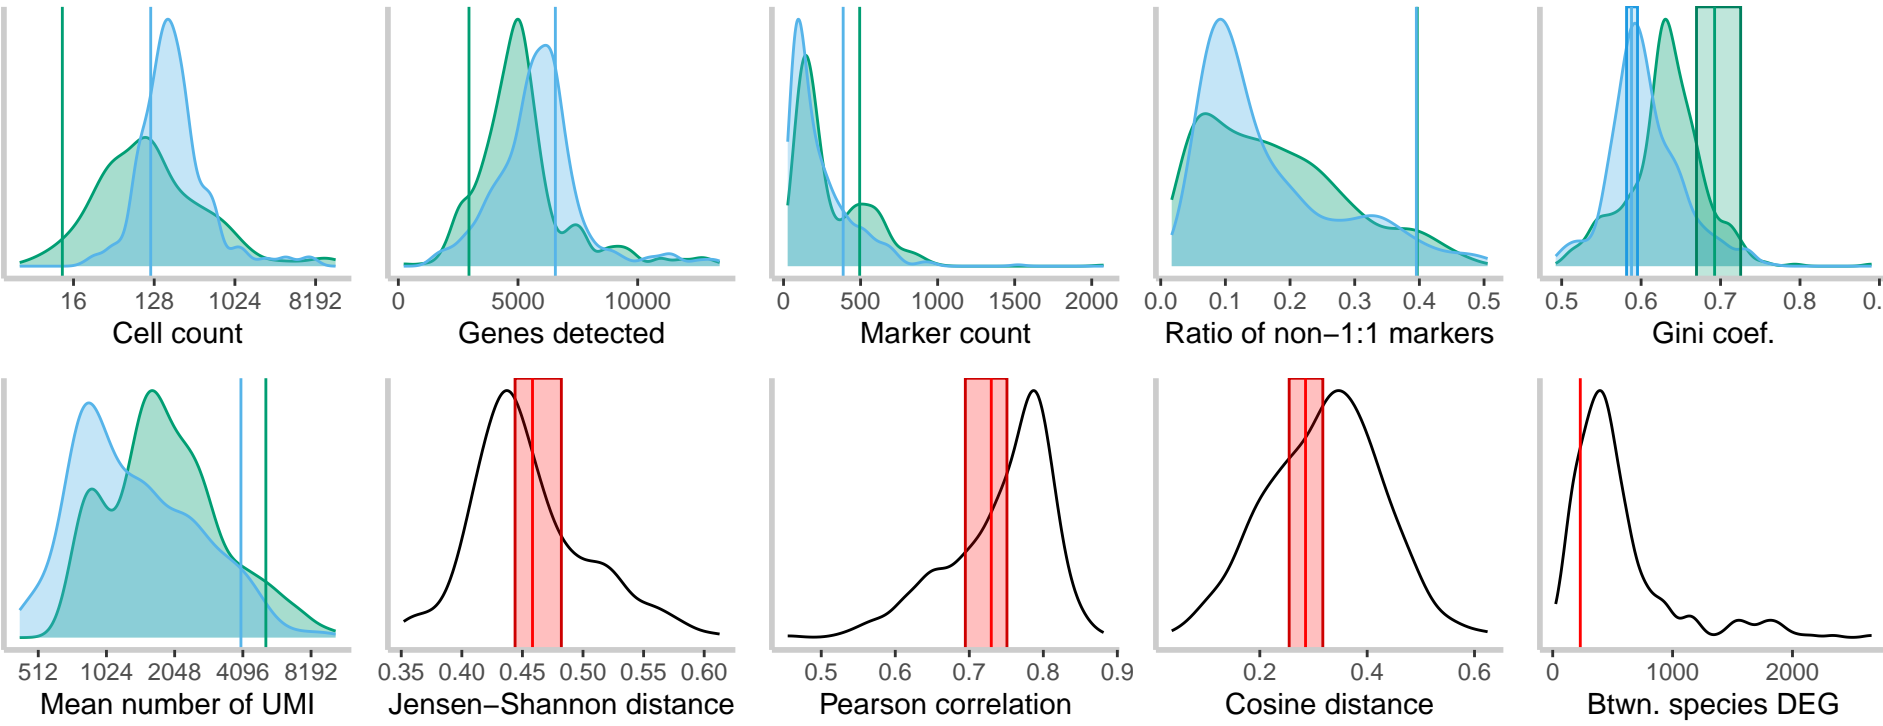 16 128 1024 8192
Cell count
0 5000 10000
Genes detected
0 500 1000 1500 2000
Marker count
0.0 0.1 0.2 0.3 0.4 0.5
Ratio of non−1:1 markers
0.5 0.6 0.7 0.8 0.
Gini coef.
512 1024 2048 4096 8192
Mean number of UMI
0.35 0.40 0.45 0.50 0.55 0.60
Jensen−Shannon distance
0.5 0.6 0.7 0.8 0.9
Pearson correlation
0.2 0.4 0.6
Cosine distance
0 1000 2000
Btwn. species DEG